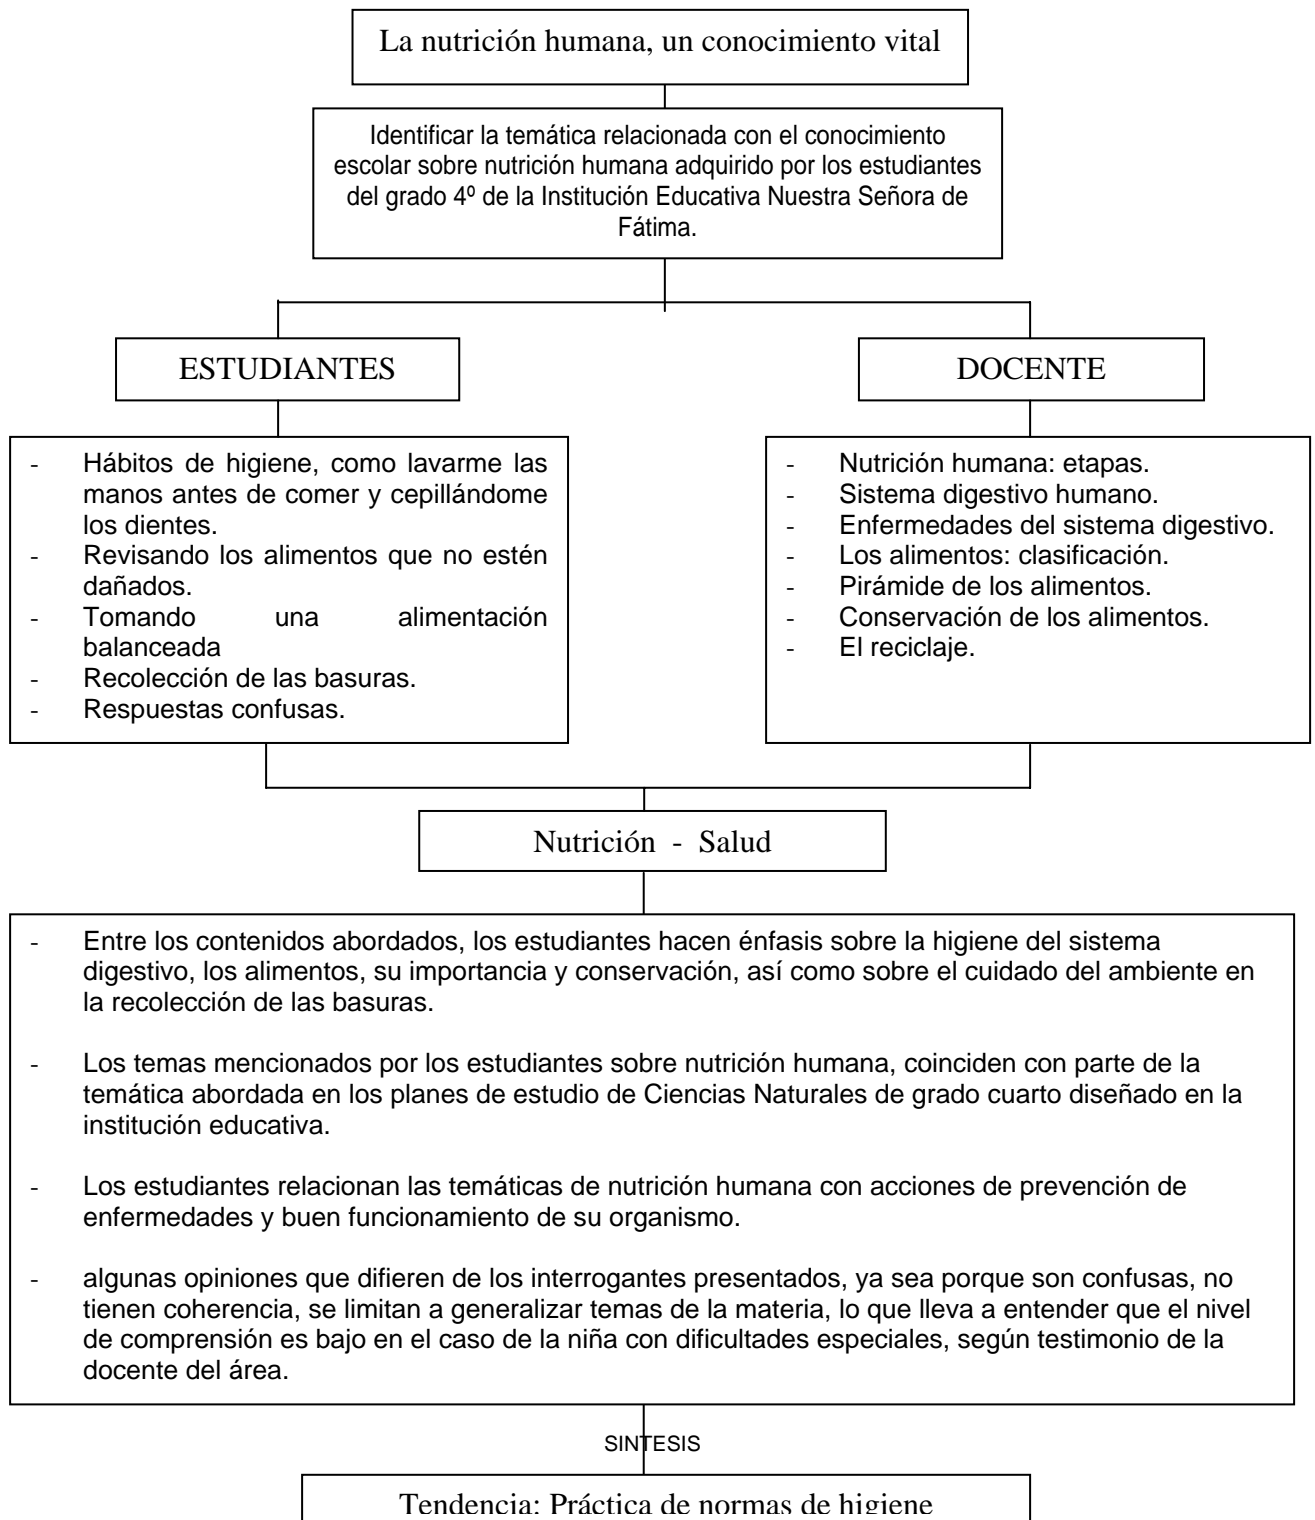 La nutrición humana, un conocimiento vital
Identificar la temática relacionada con el conocimiento
escolar sobre nutrición humana adquirido por los estudiantes
del grado 4º de la Institución Educativa Nuestra Señora de
Fátima.
ESTUDIANTES
- Hábitos de higiene, como lavarme las
manos antes de comer y cepillándome
los dientes.
- Revisando los alimentos que no estén
dañados.
- Tomando una alimentación
balanceada
- Recolección de las basuras.
- Respuestas confusas.
DOCENTE
- Nutrición humana: etapas.
- Sistema digestivo humano.
- Enfermedades del sistema digestivo.
- Los alimentos: clasificación.
- Pirámide de los alimentos.
- Conservación de los alimentos.
- El reciclaje.
Nutrición - Salud
- Entre los contenidos abordados, los estudiantes hacen énfasis sobre la higiene del sistema
digestivo, los alimentos, su importancia y conservación, así como sobre el cuidado del ambiente en
la recolección de las basuras.
- Los temas mencionados por los estudiantes sobre nutrición humana, coinciden con parte de la
temática abordada en los planes de estudio de Ciencias Naturales de grado cuarto diseñado en la
institución educativa.
- Los estudiantes relacionan las temáticas de nutrición humana con acciones de prevención de
enfermedades y buen funcionamiento de su organismo.
- algunas opiniones que difieren de los interrogantes presentados, ya sea porque son confusas, no
tienen coherencia, se limitan a generalizar temas de la materia, lo que lleva a entender que el nivel
de comprensión es bajo en el caso de la niña con dificultades especiales, según testimonio de la
docente del área.
SINTESIS
Tendencia: Práctica de normas de higiene